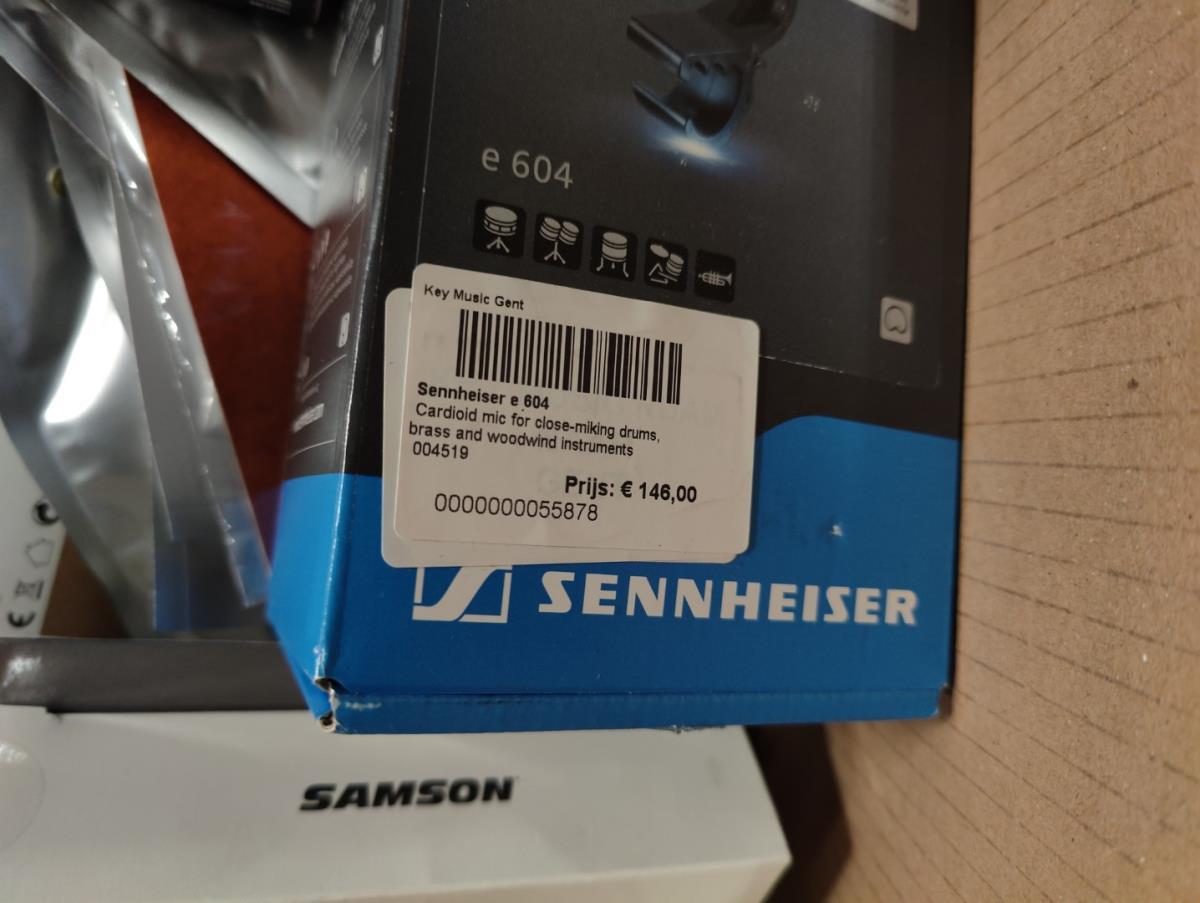 e 604
Key Music Gent
Sennheiser e 604
Cardioid mic for close-miking drums,
brass and woodwind instruments
004519
Prijs: € 146,00
0000000055878
SENNHEISER
SAMSON